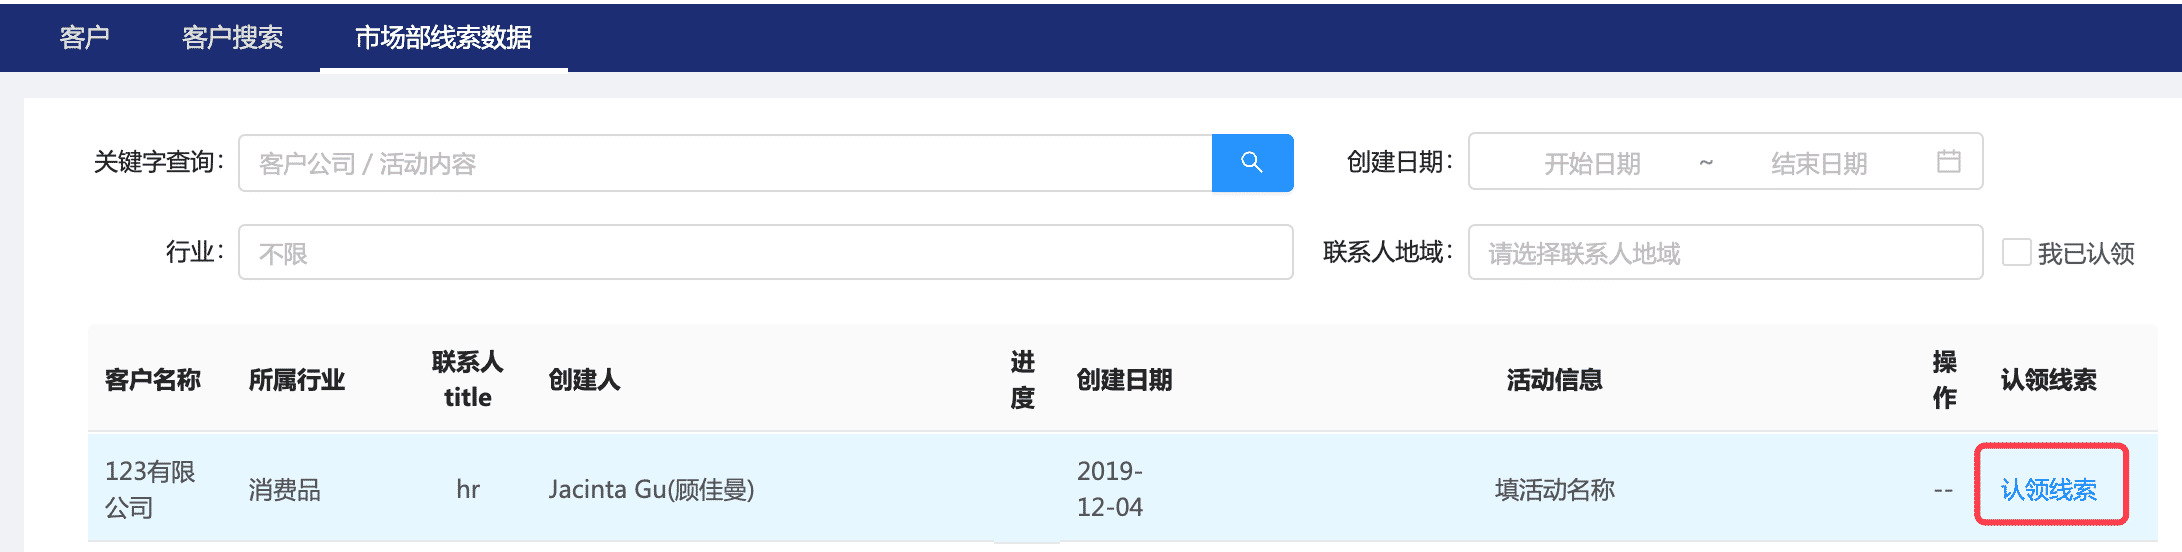 客户 客户搜索 市场部线索数据
关键字查询: 客户公司 / 活动内容 创建日期: 开始日期 ~ 结束日期
行业: 不限 联系人地域: 请选择联系人地域 我已认领
客户名称 所属行业 联系人 title 创建人 进度 创建日期 活动信息 操作 认领线索
123有限公司 消费品 hr Jacinta Gu(顾佳曼) 2019-12-04 填活动名称 -- 认领线索